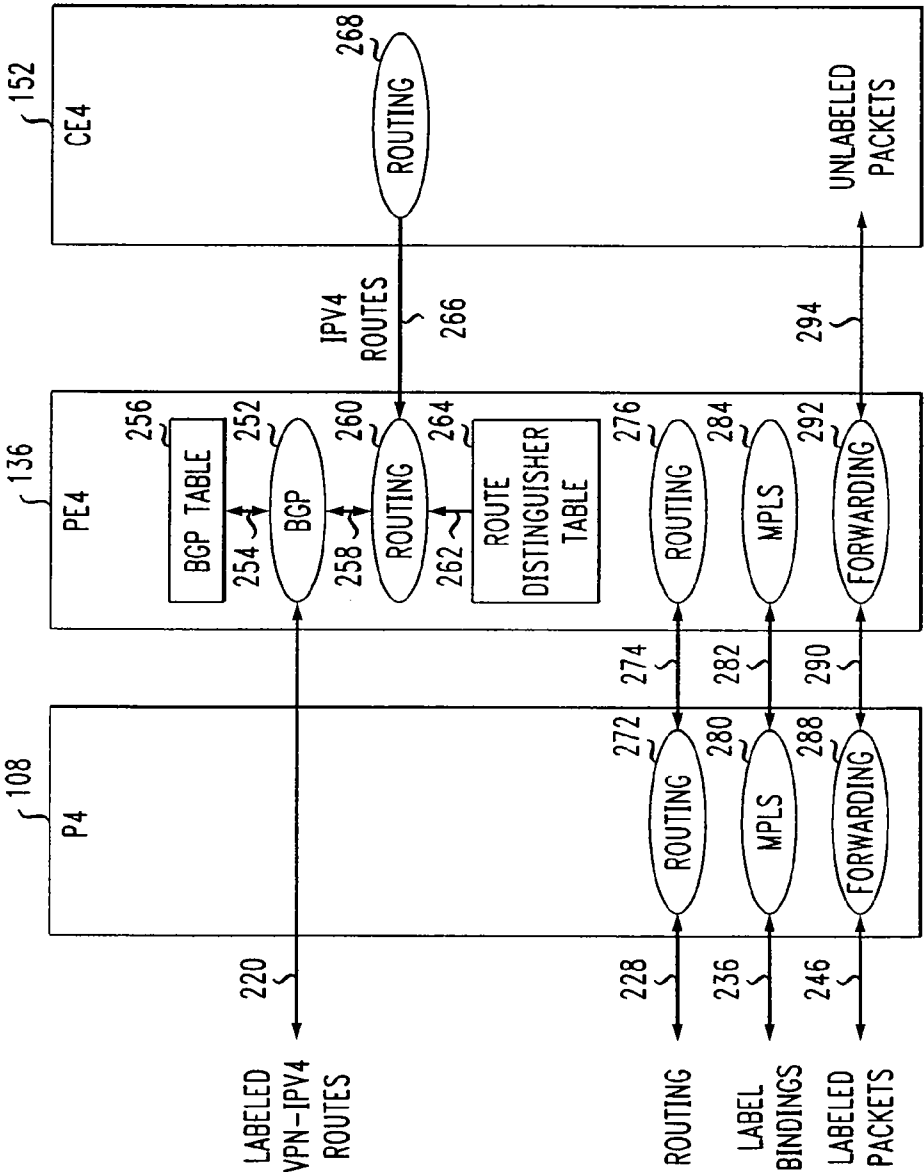 108
P4
136
PE4
152
CE4
LABELED
VPN-IPV4
ROUTES
220
BGP TABLE
256
254
BGP
252
258
ROUTING
260
262
ROUTE
DISTINGUISHER
TABLE
264
IPV4
ROUTES
266
ROUTING
268
ROUTING
228
ROUTING
272
274
ROUTING
276
LABEL
BINDINGS
236
MPLS
280
282
MPLS
284
LABELED
PACKETS
246
FORWARDING
288
290
FORWARDING
292
294
UNLABELED
PACKETS